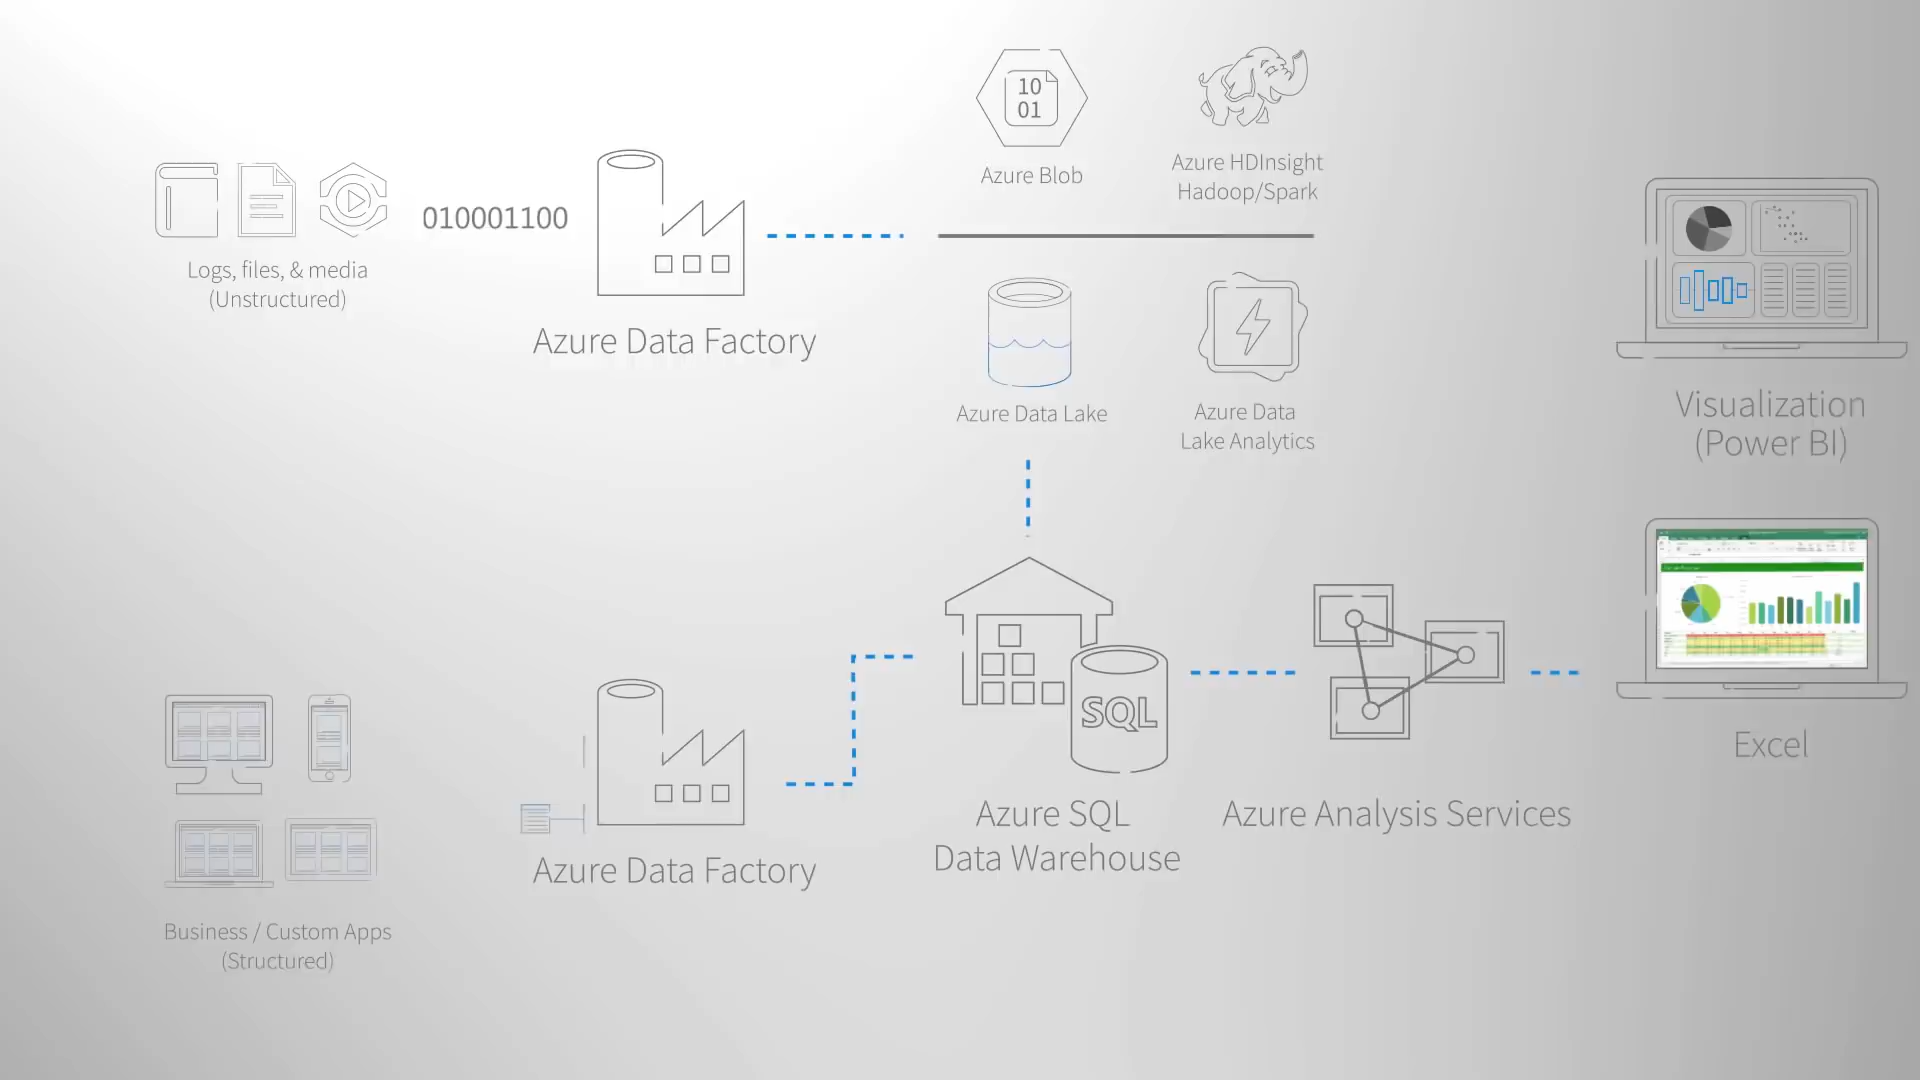 10
01
Azure Blob
Azure HDInsight
Hadoop/Spark
010001100
Logs, files, & media
(Unstructured)
Azure Data Factory
Azure Data Lake
Azure Data
Lake Analytics
Visualization
(Power BI)
SQL
Azure SQL
Data Warehouse
Azure Analysis Services
Excel
Azure Data Factory
Business / Custom Apps
(Structured)